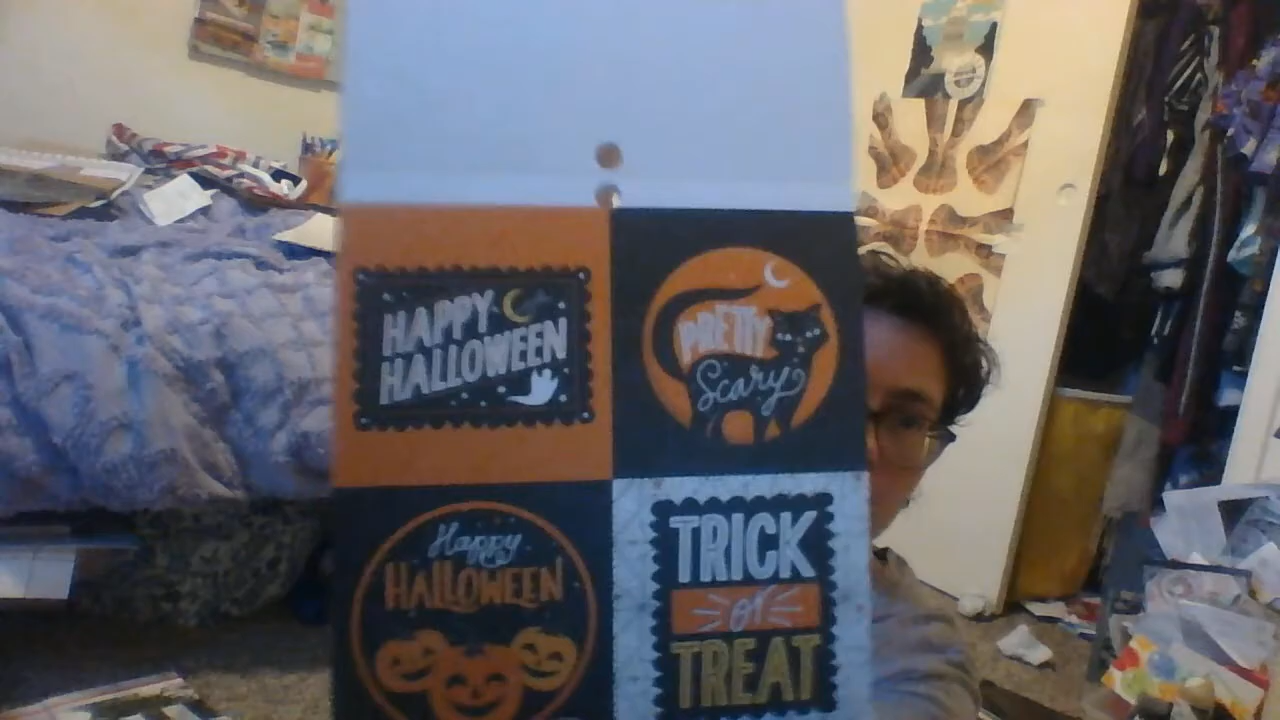 HAPPY
HALLOWEEN
PRETTY
Scary
Happy
HALLOWEEN
TRICK
or
TREAT